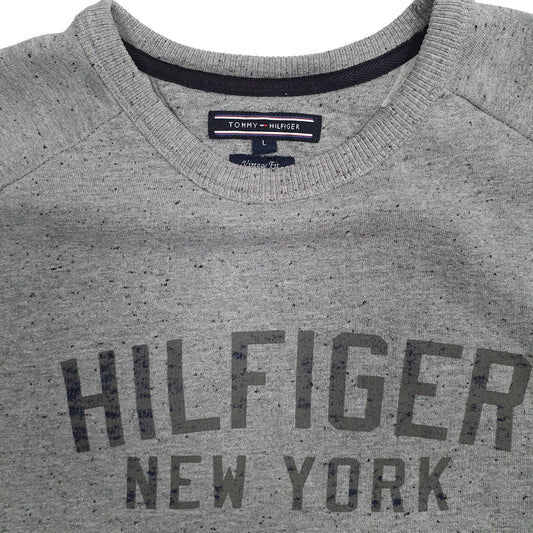 TOMMY HILFIGER
L
Vintage Fit
HILFIGER
NEW YORK